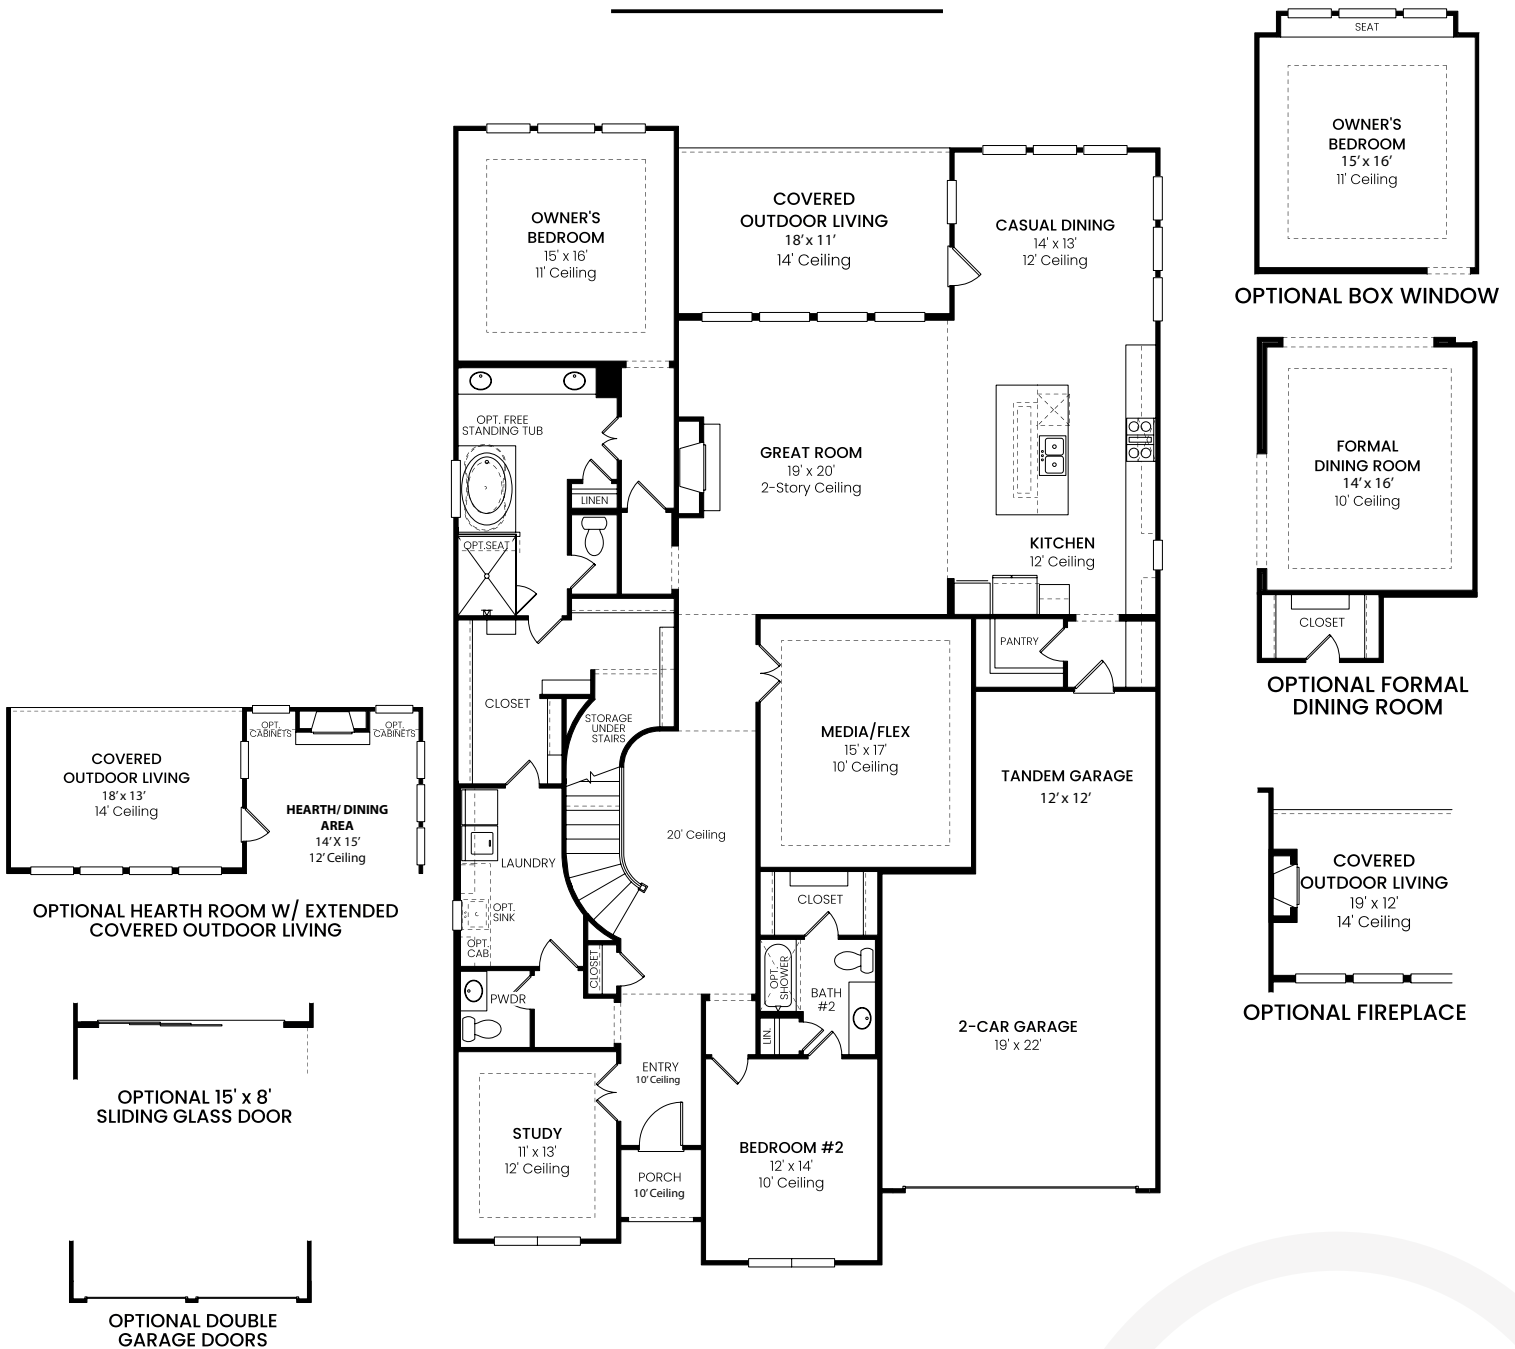 SEAT
OWNER'S
BEDROOM
15' x 16'
11' Ceiling
OPTIONAL BOX WINDOW
OWNER'S
BEDROOM
15' x 16'
11' Ceiling
COVERED
OUTDOOR LIVING
18' x 11'
14' Ceiling
CASUAL DINING
14' x 13'
12' Ceiling
OPT. FREE
STANDING TUB
LINEN
OPT.SEAT
GREAT ROOM
19' x 20'
2-Story Ceiling
KITCHEN
12' Ceiling
FORMAL
DINING ROOM
14' x 16'
10' Ceiling
CLOSET
OPTIONAL FORMAL
DINING ROOM
PANTRY
CLOSET
STORAGE
UNDER
STAIRS
MEDIA/FLEX
15' x 17'
10' Ceiling
TANDEM GARAGE
12' x 12'
20' Ceiling
COVERED
OUTDOOR LIVING
18' x 13'
14' Ceiling
OPT.
CABINETS
OPT.
CABINETS
HEARTH/ DINING
AREA
14' X 15'
12' Ceiling
OPTIONAL HEARTH ROOM W/ EXTENDED
COVERED OUTDOOR LIVING
LAUNDRY
OPT.
SINK
OPT.
CAB.
CLOSET
PWDR
CLOSET
OPT.
SHOWER
BATH
#2
LIN.
COVERED
OUTDOOR LIVING
19' x 12'
14' Ceiling
OPTIONAL FIREPLACE
2-CAR GARAGE
19' x 22'
ENTRY
10' Ceiling
STUDY
11' x 13'
12' Ceiling
PORCH
10' Ceiling
BEDROOM #2
12' x 14'
10' Ceiling
OPTIONAL 15' x 8'
SLIDING GLASS DOOR
OPTIONAL DOUBLE
GARAGE DOORS